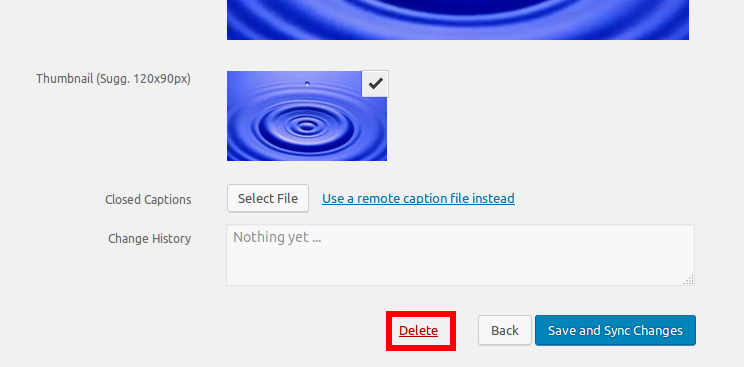 Thumbnail (Sugg. 120x90px)
Closed Captions
Select File
Use a remote caption file instead
Change History
Nothing yet ...
Delete
Back
Save and Sync Changes